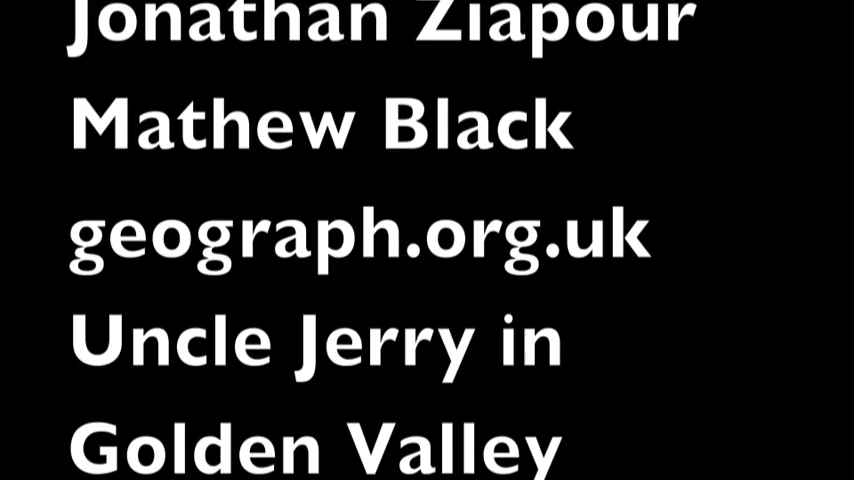 Jonathan Ziapour
Mathew Black
geograph.org.uk
Uncle Jerry in
Golden Valley